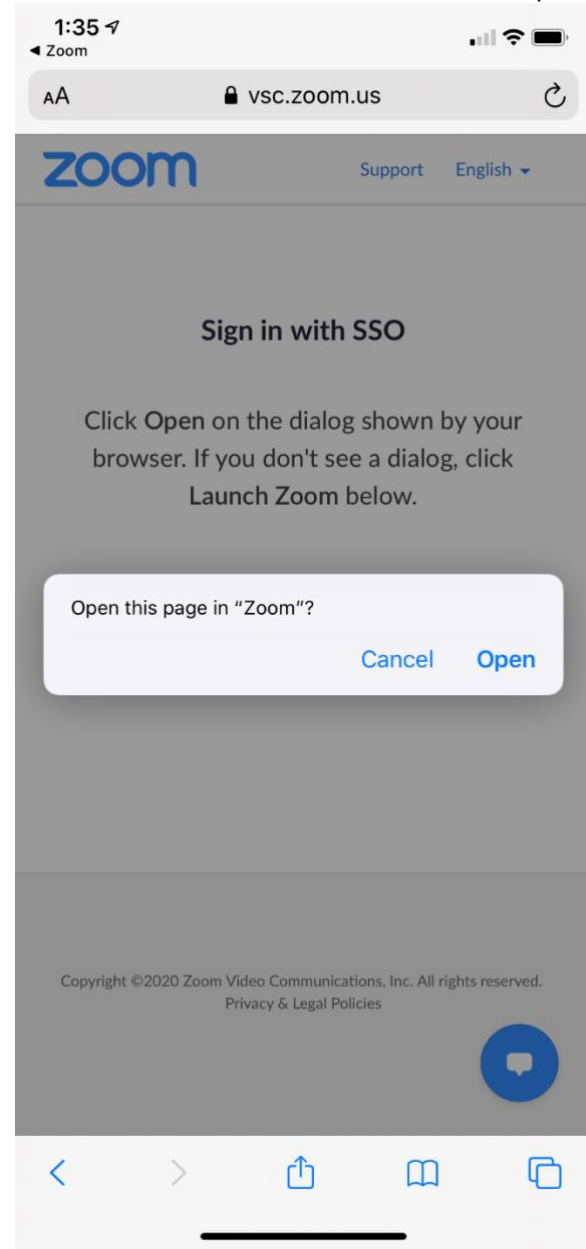 1:35
◀ Zoom
AA vsc.zoom.us
zoom Support English
Sign in with SSO
Click Open on the dialog shown by your
browser. If you don't see a dialog, click
Launch Zoom below.
Open this page in “Zoom”?
Cancel Open
Copyright ©2020 Zoom Video Communications, Inc. All rights reserved.
Privacy & Legal Policies